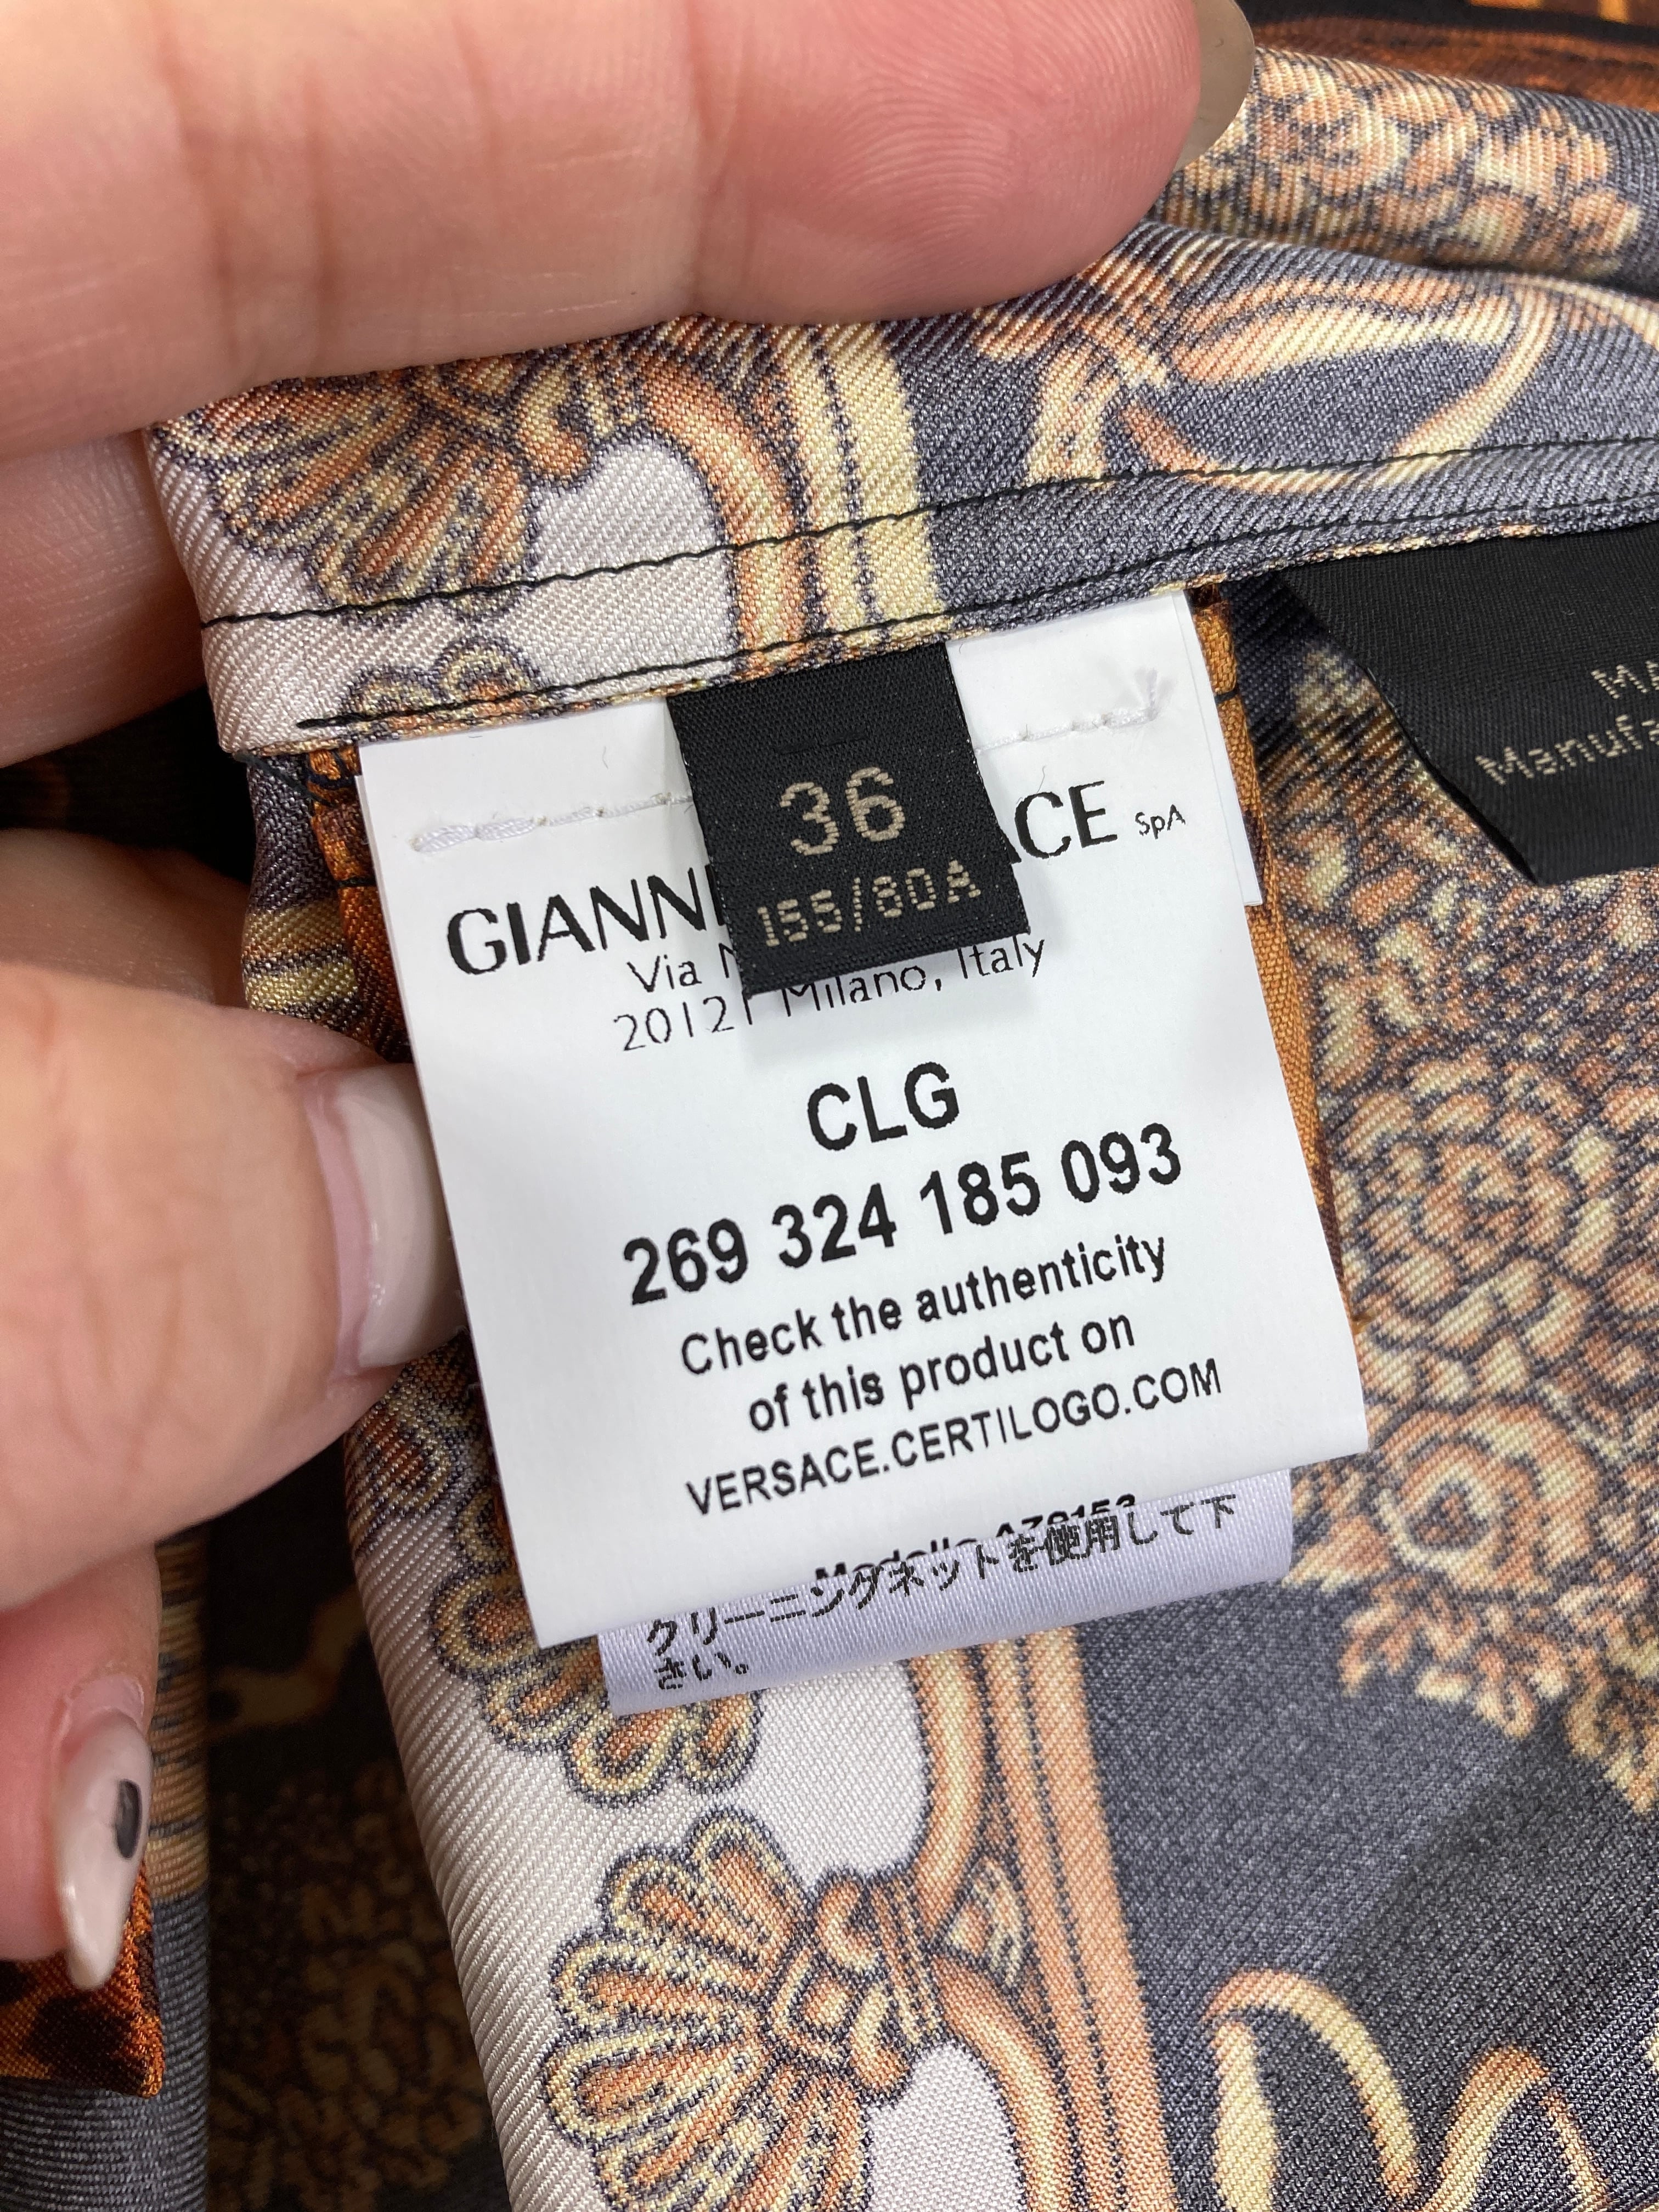 36
155/80A
GIANNI ACE SpA
Via
20121 Milano, Italy
CLG
269 324 185 093
Check the authenticity
of this product on
VERSACE.CERTILOGO.COM
クリーニングネットを使用して下
さい。